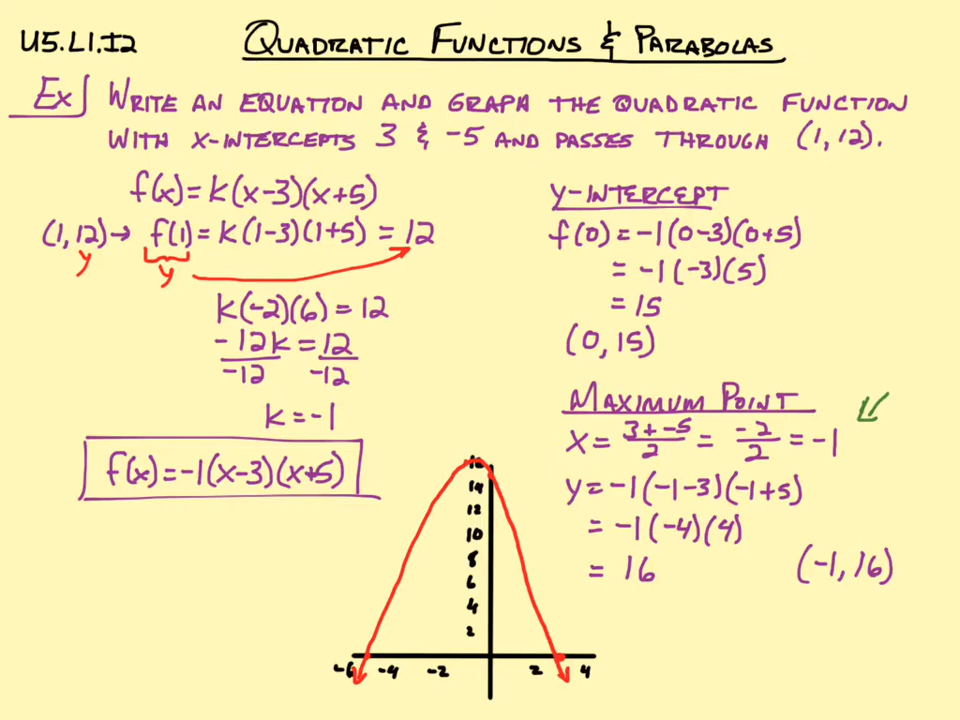 U5.L1.I2
QUADRATIC FUNCTIONS & PARABOLAS
Ex WRITE AN EQUATION AND GRAPH THE QUADRATIC FUNCTION
WITH X-INTERCEPTS 3 & -5 AND PASSES THROUGH (1, 12).
f(x) = k(x-3)(x+5)
(1, 12) → f(1) = k(1-3)(1+5) = 12
y
y
k(-2)(6) = 12
-12k = 12
-12 -12
k = -1
f(x) = -1(x-3)(x+5)
Y-INTERCEPT
f(0) = -1(0-3)(0+5)
= -1(-3)(5)
= 15
(0, 15)
MAXIMUM POINT
x = 3+-5/2 = -2/2 = -1
y = -1(-1-3)(-1+5)
= -1(-4)(4)
= 16 (-1, 16)
16
14
12
10
8
6
4
2
-6 -4 -2 2 4